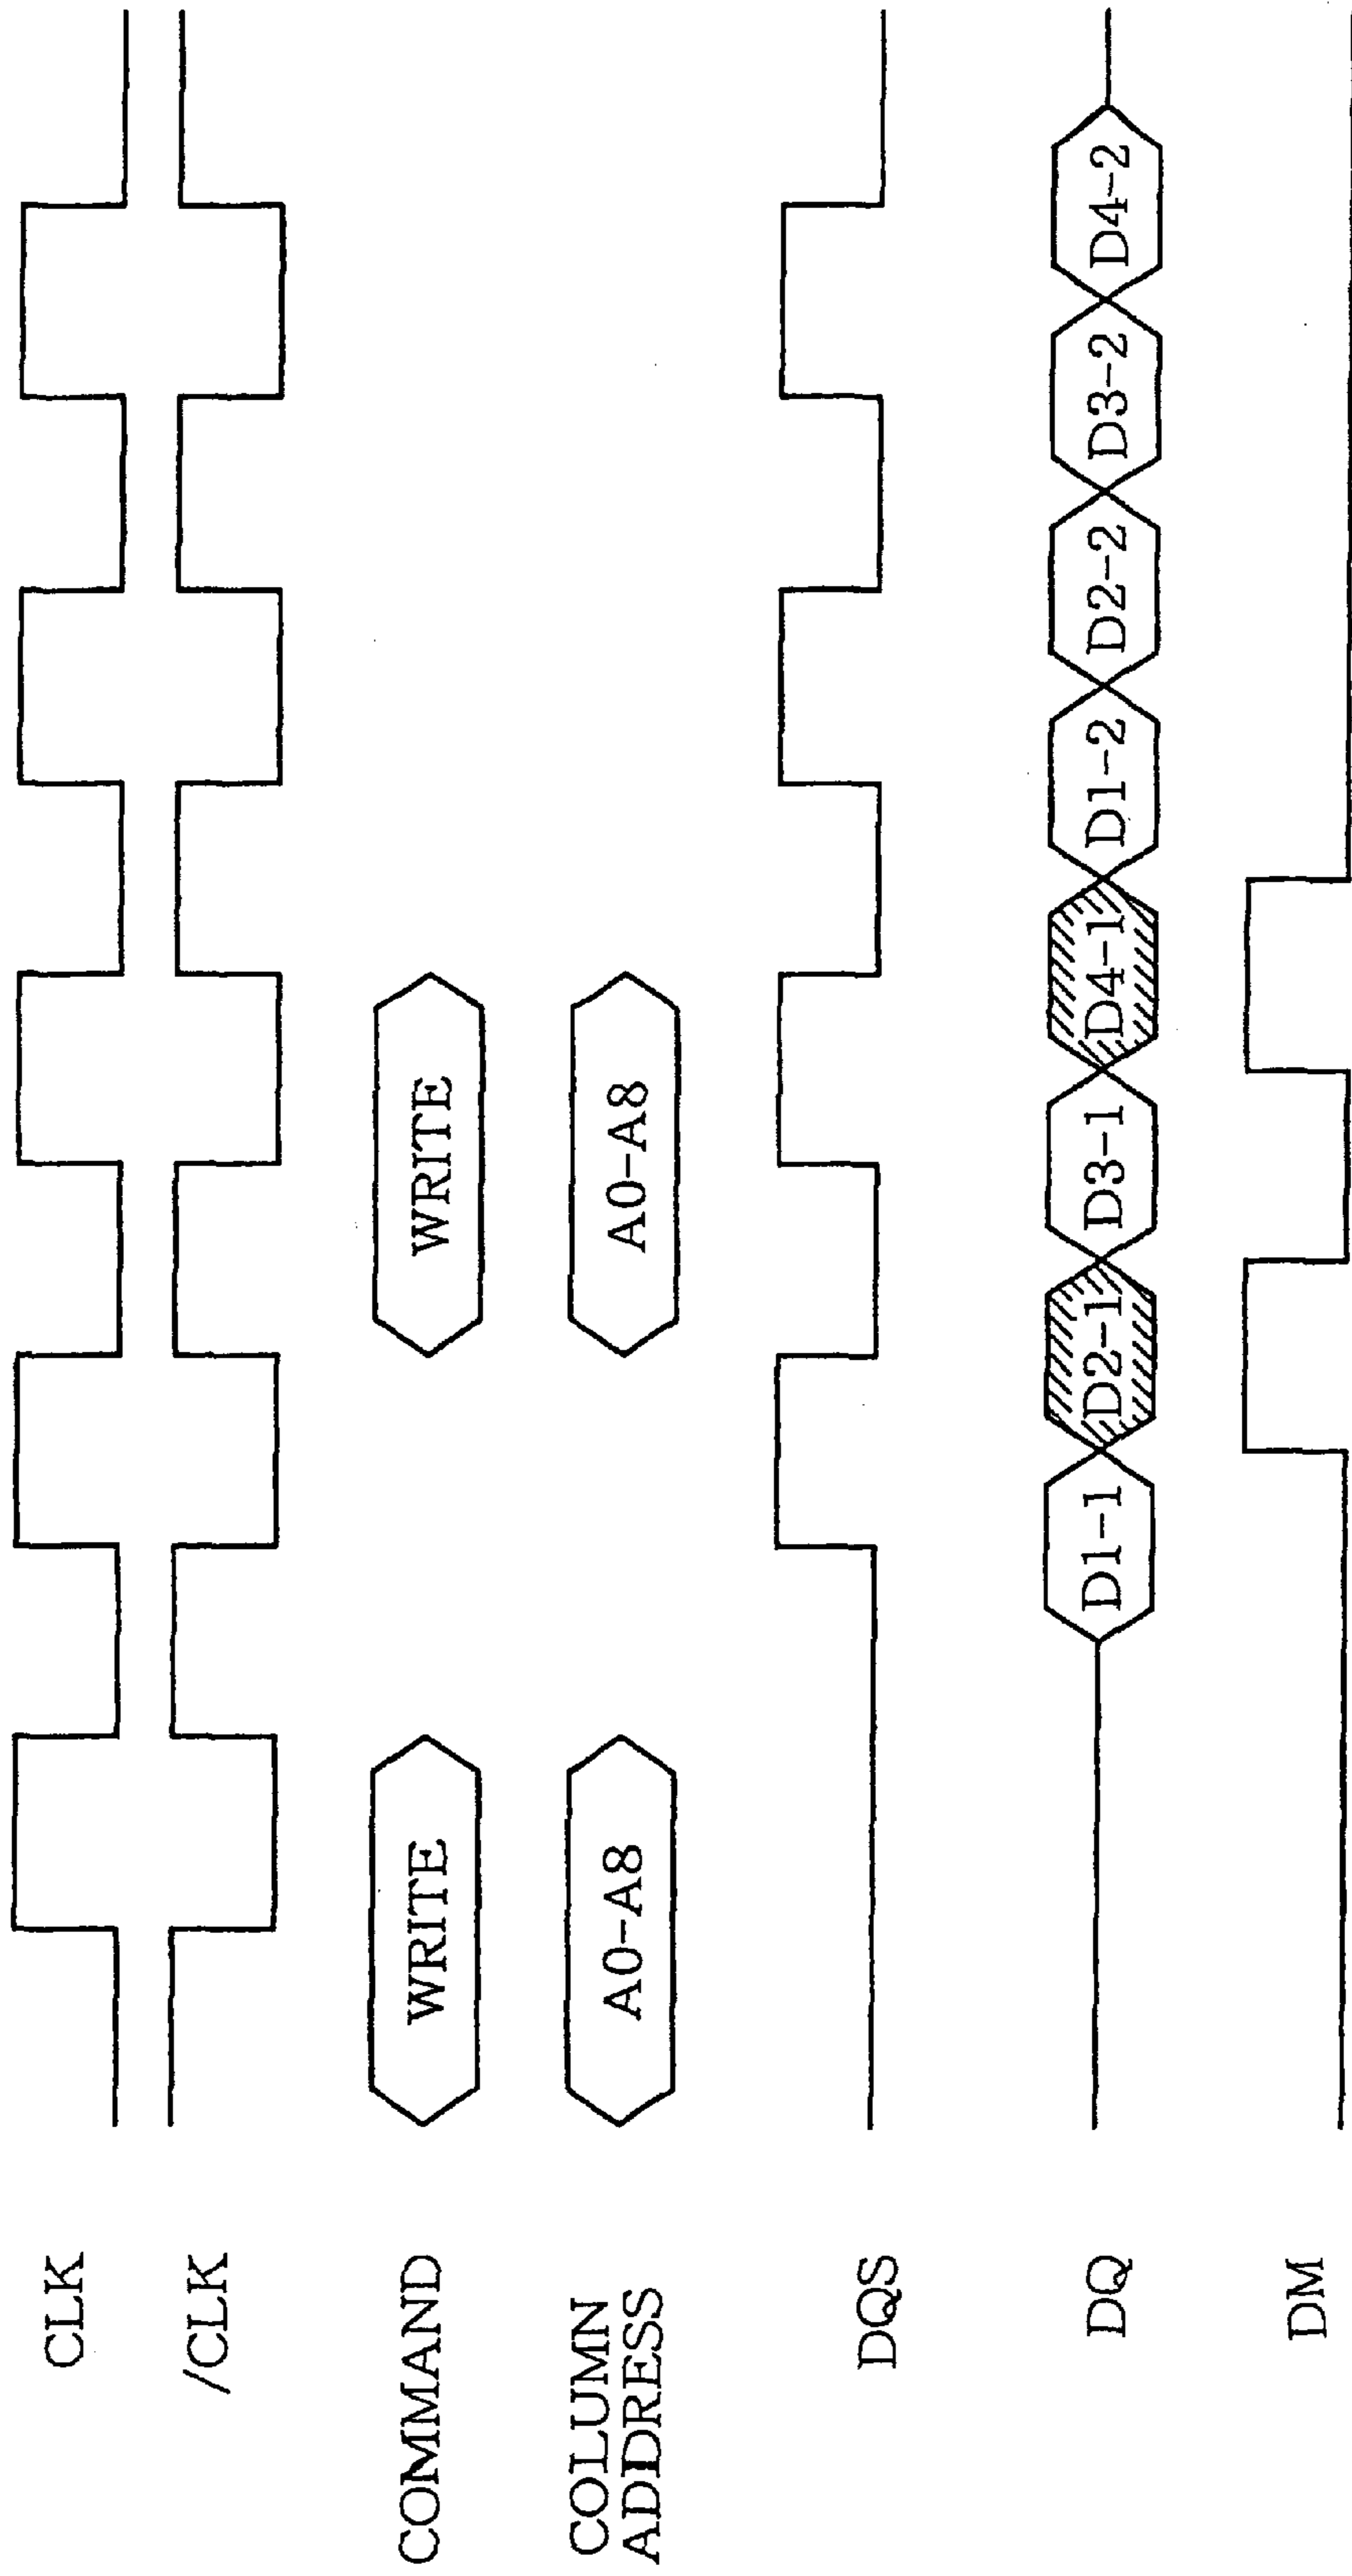 CLK
/CLK
COMMAND
WRITE
WRITE
COLUMN
ADDRESS
A0-A8
A0-A8
DQS
DQ
D1-1
D2-1
D3-1
D4-1
D1-2
D2-2
D3-2
D4-2
DM